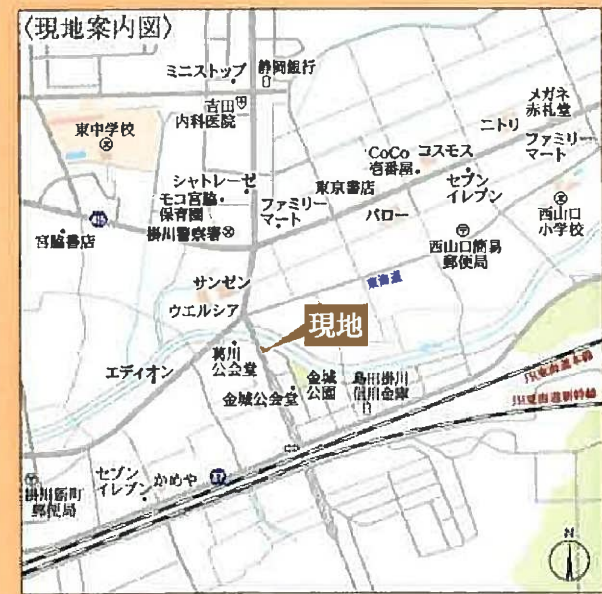 〈現地案内図〉
ミニストップ
静岡銀行
吉田
内科医院
東中学校
メガネ
赤札堂
ニトリ
ファミリー
マート
CoCo
壱番屋
コスモス
セブン
イレブン
シャトレーゼ
モコ宮脇
保育園
ファミリー
マート
東京書店
バロー
西山口
小学校
西山口簡易
郵便局
宮脇書店
掛川警察署
東海道
サンゼン
ウエルシア
現地
葛川
公会堂
エディオン
金城
公園
金城公会堂
島田掛川
信用金庫
JR東海道本線
JR東海道新幹線
セブン
イレブン
かめや
37
掛川新町
郵便局
N